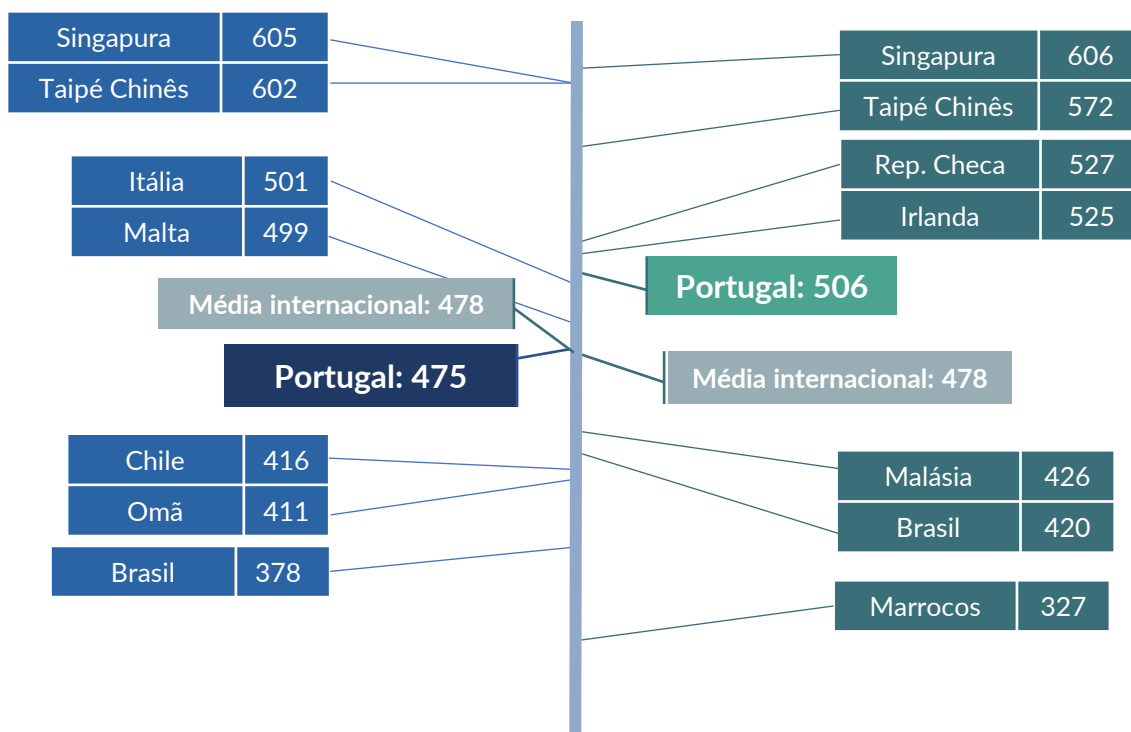 Singapura 605
Taipé Chinês 602
Itália 501
Malta 499
Média internacional: 478
Portugal: 475
Chile 416
Omã 411
Brasil 378
Singapura 606
Taipé Chinês 572
Rep. Checa 527
Irlanda 525
Portugal: 506
Média internacional: 478
Malásia 426
Brasil 420
Marrocos 327